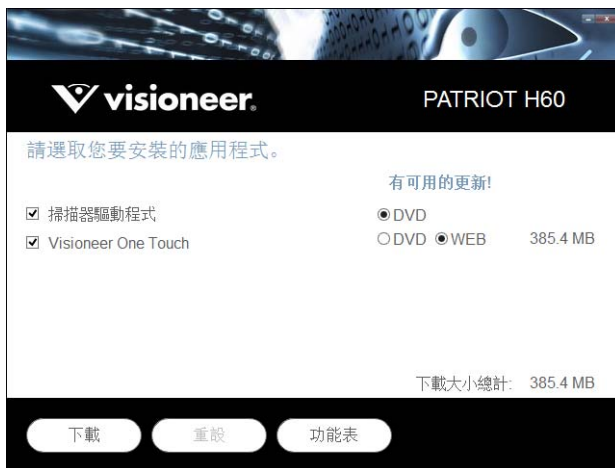 visioneer.
PATRIOT H60
請選取您要安裝的應用程式。
有可用的更新!
掃描器驅動程式
DVD
Visioneer One Touch
DVD WEB 385.4 MB
下載大小總計: 385.4 MB
下載 重設 功能表